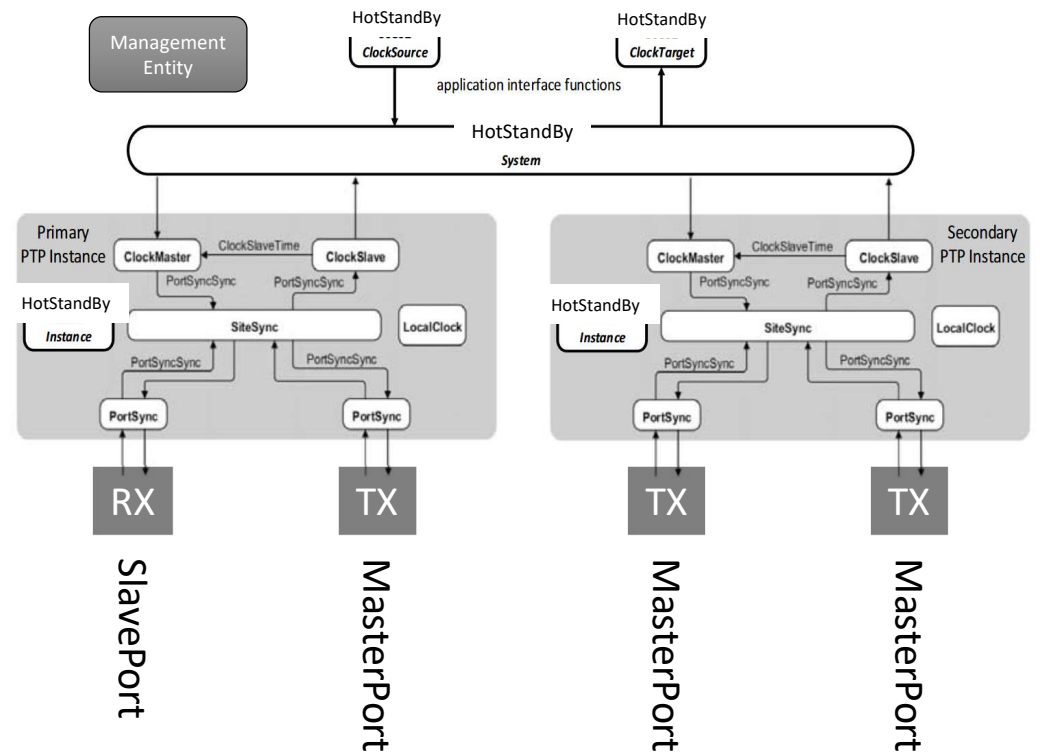 Management
Entity
HotStandBy
ClockSource
HotStandBy
ClockTarget
application interface functions
HotStandBy
System
Primary
PTP Instance
ClockMaster
ClockSlaveTime
ClockSlave
PortSyncSync
PortSyncSync
HotStandBy
Instance
SiteSync
LocalClock
PortSyncSync
PortSyncSync
PortSync
PortSync
RX
TX
SlavePort
MasterPort
Secondary
PTP Instance
ClockMaster
ClockSlaveTime
ClockSlave
PortSyncSync
PortSyncSync
HotStandBy
Instance
SiteSync
LocalClock
PortSyncSync
PortSyncSync
PortSync
PortSync
TX
TX
MasterPort
MasterPort